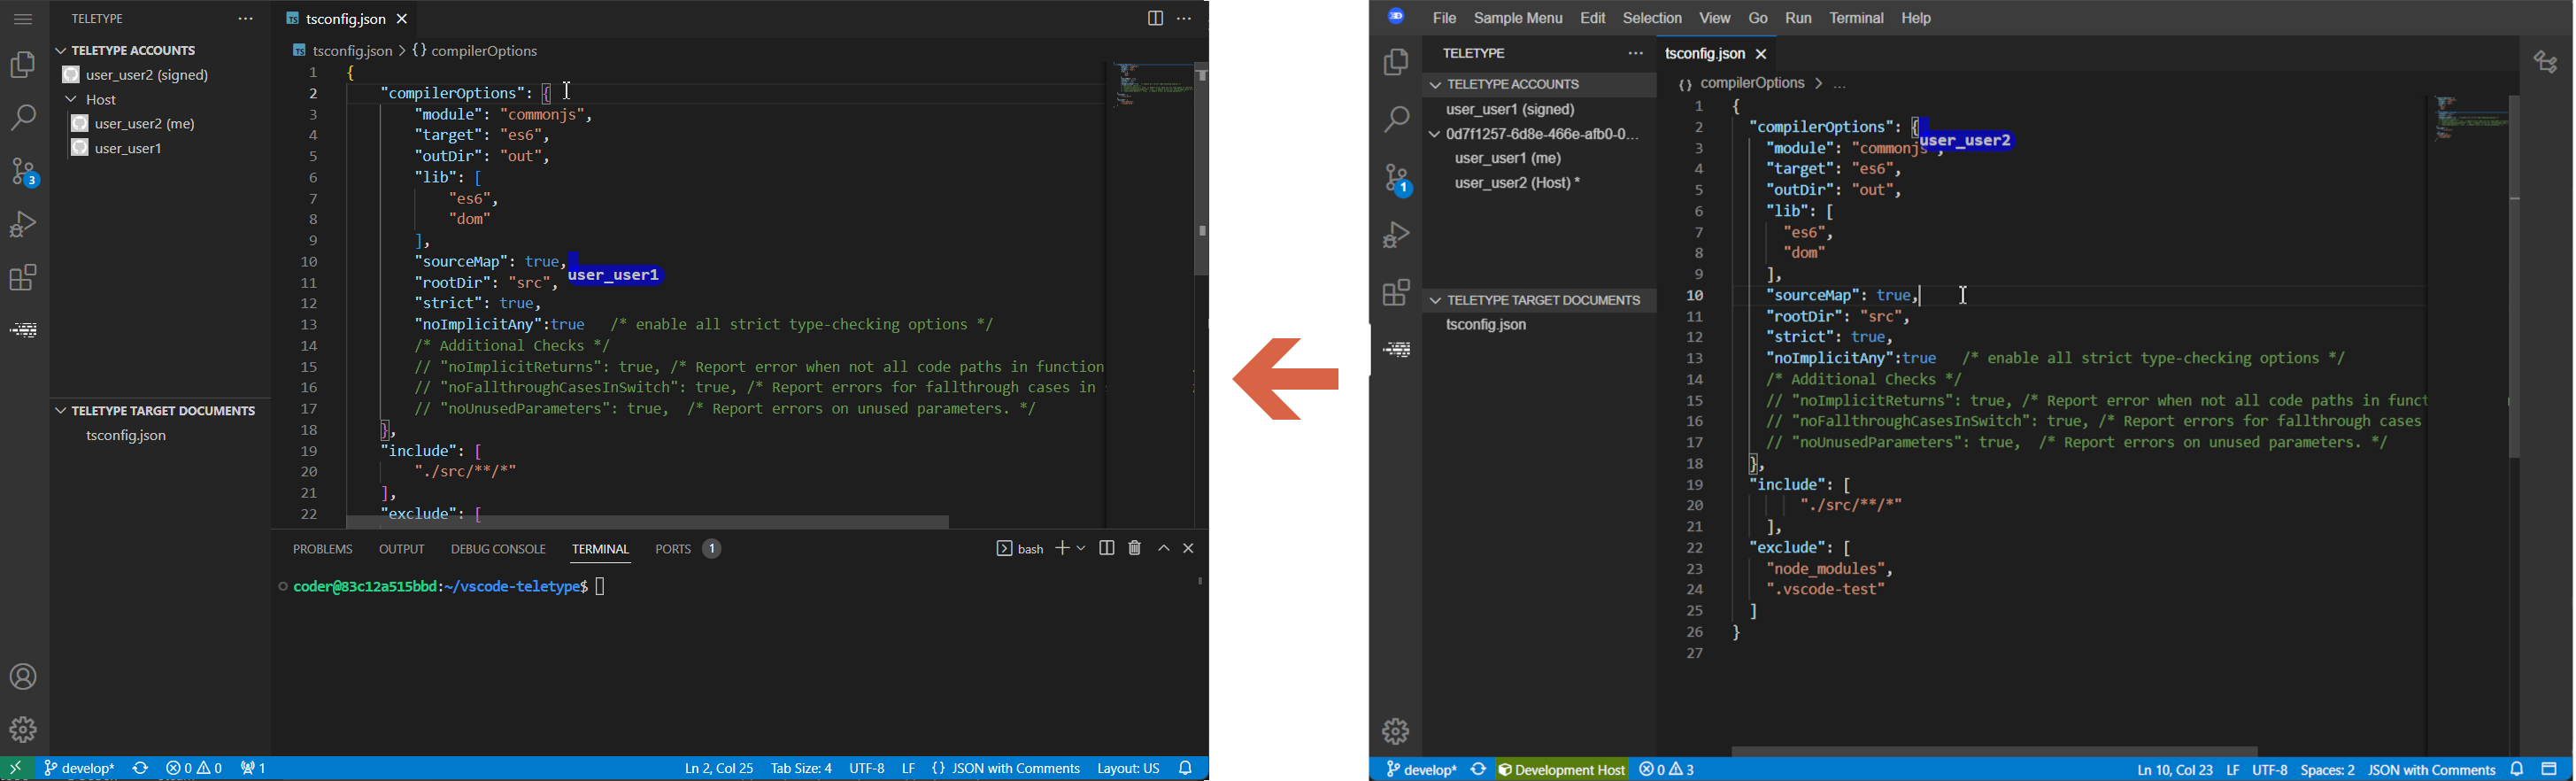 TELETYPE ···
TELETYPE ACCOUNTS
user_user2 (signed)
Host
user_user2 (me)
user_user1
3
TELETYPE TARGET DOCUMENTS
tsconfig.json
TS tsconfig.json
TS tsconfig.json > {} compilerOptions
1 {
2 "compilerOptions": {
3 "module": "commonjs",
4 "target": "es6",
5 "outDir": "out",
6 "lib": [
7 "es6",
8 "dom"
9 ],
10 "sourceMap": true,
user_user1
11 "rootDir": "src",
12 "strict": true,
13 "noImplicitAny":true /* enable all strict type-checking options */
14 /* Additional Checks */
15 // "noImplicitReturns": true, /* Report error when not all code paths in function
16 // "noFallthroughCasesInSwitch": true, /* Report errors for fallthrough cases in
17 // "noUnusedParameters": true, /* Report errors on unused parameters. */
18 },
19 "include": [
20 "./src/**/*"
21 ],
22 "exclude": [
PROBLEMS OUTPUT DEBUG CONSOLE TERMINAL PORTS 1 bash
coder@83c12a515bbd:~/vscode-teletype$
develop* 0 0 1 Ln 2, Col 25 Tab Size: 4 UTF-8 LF {} JSON with Comments Layout: US
File Sample Menu Edit Selection View Go Run Terminal Help
TELETYPE ···
TELETYPE ACCOUNTS
user_user1 (signed)
0d7f1257-6d8e-466e-afb0-0...
user_user1 (me)
user_user2 (Host) *
1
TELETYPE TARGET DOCUMENTS
tsconfig.json
tsconfig.json
{} compilerOptions > ...
1 {
2 "compilerOptions": {
user_user2
3 "module": "commonjs",
4 "target": "es6",
5 "outDir": "out",
6 "lib": [
7 "es6",
8 "dom"
9 ],
10 "sourceMap": true,
11 "rootDir": "src",
12 "strict": true,
13 "noImplicitAny":true /* enable all strict type-checking options */
14 /* Additional Checks */
15 // "noImplicitReturns": true, /* Report error when not all code paths in funct
16 // "noFallthroughCasesInSwitch": true, /* Report errors for fallthrough cases
17 // "noUnusedParameters": true, /* Report errors on unused parameters. */
18 },
19 "include": [
20 "./src/**/*"
21 ],
22 "exclude": [
23 "node_modules",
24 ".vscode-test"
25 ]
26 }
27
develop* Development Host 0 3 Ln 10, Col 23 LF UTF-8 Spaces: 2 JSON with Comments